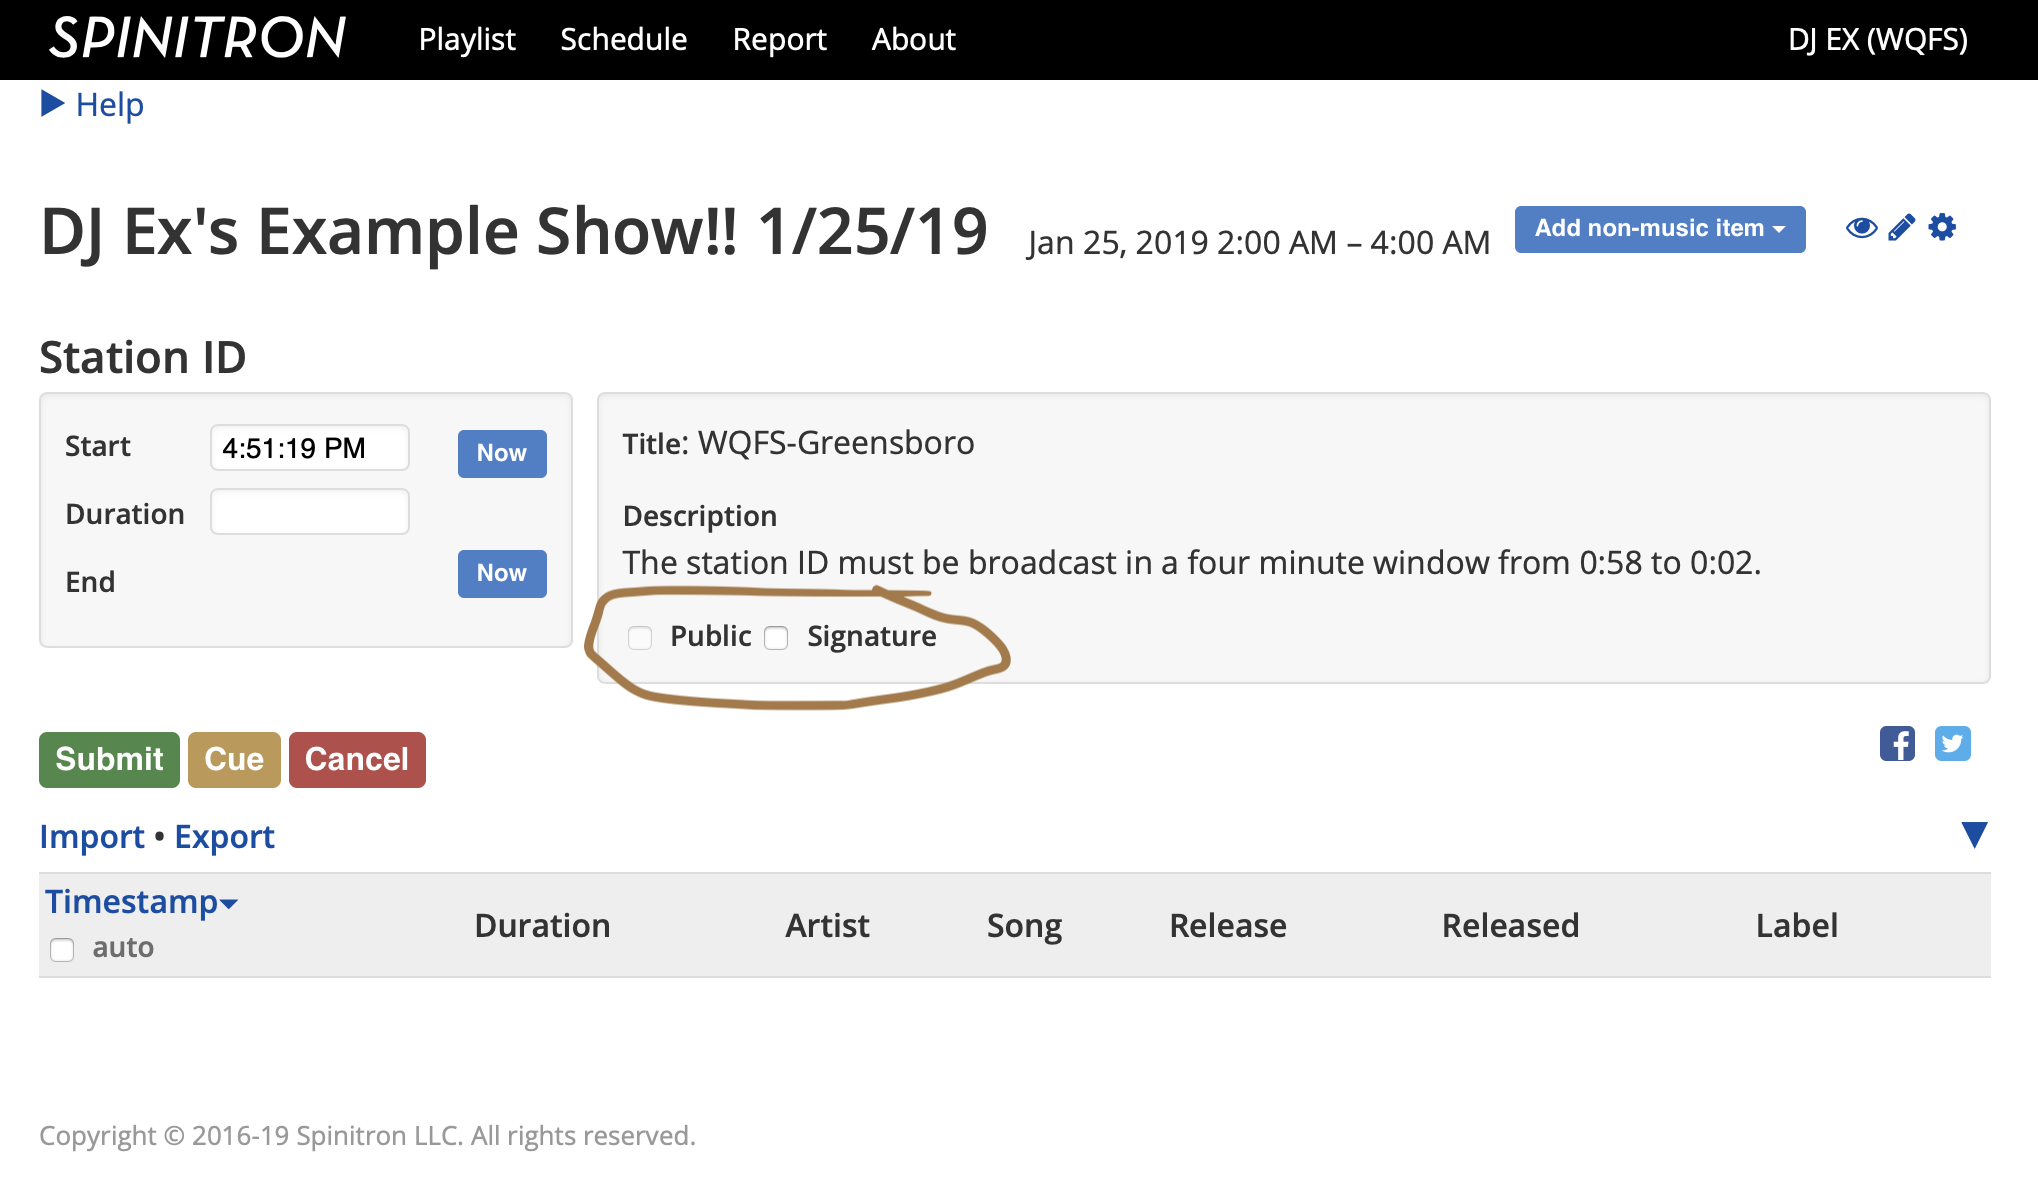 SPINITRON Playlist Schedule Report About DJ EX (WQFS)
Help
DJ Ex's Example Show!! 1/25/19 Jan 25, 2019 2:00 AM – 4:00 AM Add non-music item
Station ID
Start 4:51:19 PM Now
Duration
End Now
Title: WQFS-Greensboro
Description
The station ID must be broadcast in a four minute window from 0:58 to 0:02.
Public Signature
Submit Cue Cancel
Import • Export
Timestamp Duration Artist Song Release Released Label
auto
Copyright © 2016-19 Spinitron LLC. All rights reserved.